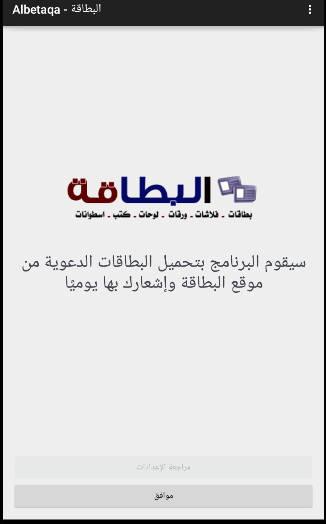 Albetaqa - البطاقة
البطاقة
بطاقات - فلاشات - ورقات - لوحات - كتب - اسطوانات
سيقوم البرنامج بتحميل البطاقات الدعوية من
موقع البطاقة وإشعارك بها يوميًا
مراجعة الإعدادات
موافق